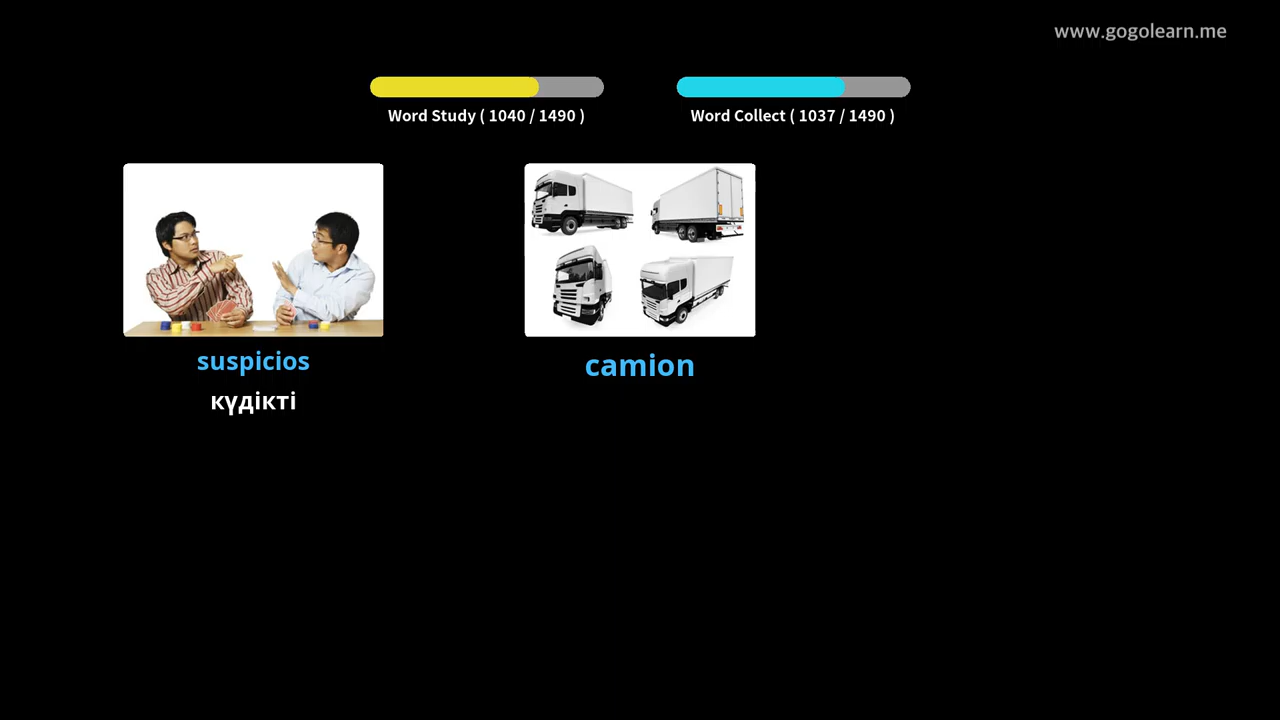 www.gogolearn.me
Word Study ( 1040 / 1490 )
Word Collect ( 1037 / 1490 )
suspicios
күдікті
camion